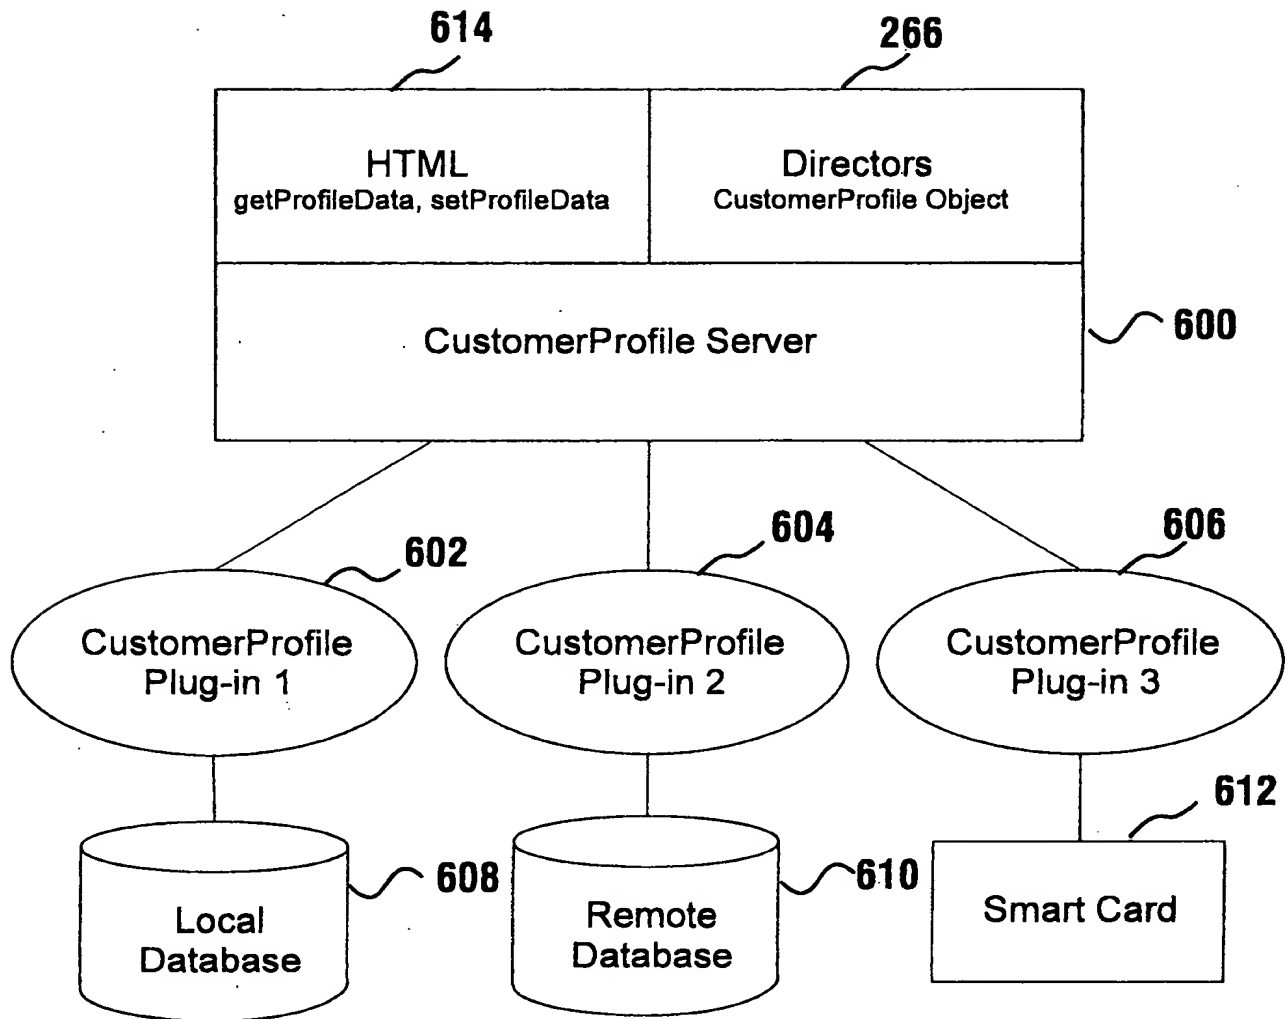 614
266
HTML
getProfileData, setProfileData
Directors
CustomerProfile Object
CustomerProfile Server
600
602
604
606
CustomerProfile
Plug-in 1
CustomerProfile
Plug-in 2
CustomerProfile
Plug-in 3
608
610
612
Local
Database
Remote
Database
Smart Card